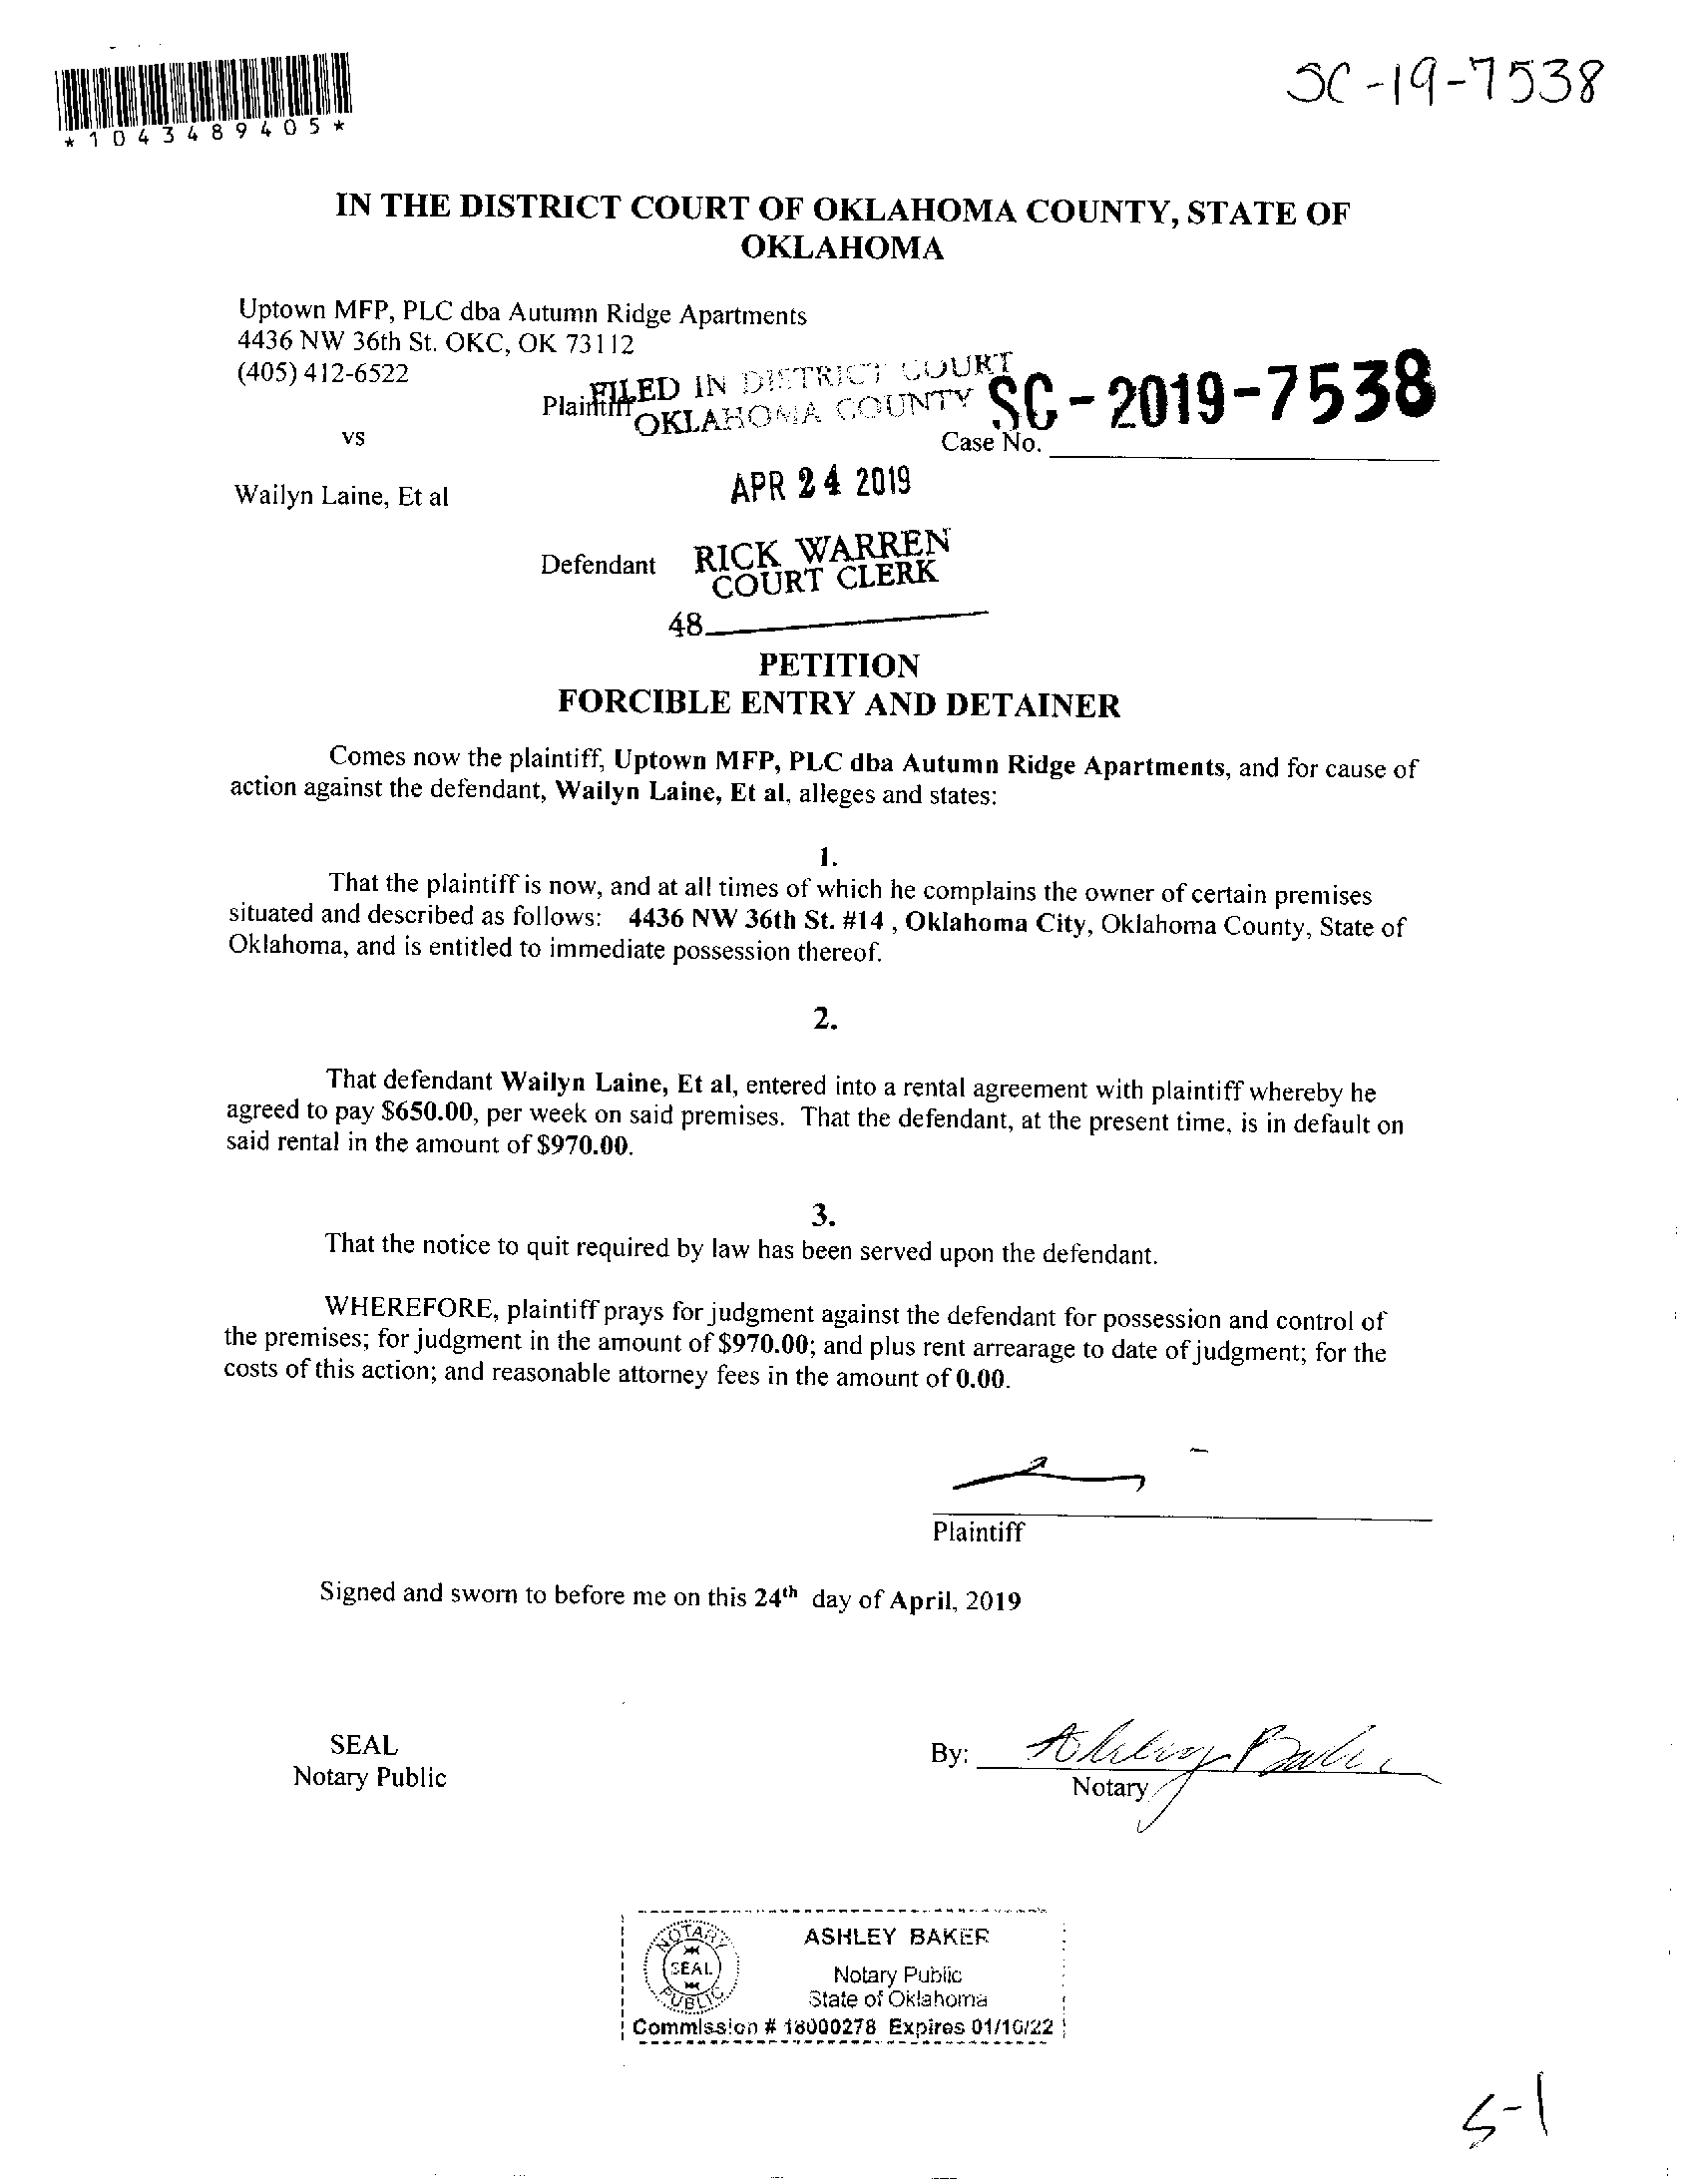 SC-19-7538
*1043489405*
IN THE DISTRICT COURT OF OKLAHOMA COUNTY, STATE OF
OKLAHOMA
Uptown MFP, PLC dba Autumn Ridge Apartments
4436 NW 36th St. OKC, OK 73112
(405) 412-6522
Plaintiff
FILED IN DISTRICT COURT
OKLAHOMA COUNTY
SC-2019-7538
vs
Case No.
Wailyn Laine, Et al
APR 24 2019
Defendant
RICK WARREN
COURT CLERK
48
PETITION
FORCIBLE ENTRY AND DETAINER
Comes now the plaintiff, Uptown MFP, PLC dba Autumn Ridge Apartments, and for cause of
action against the defendant, Wailyn Laine, Et al, alleges and states:
1.
That the plaintiff is now, and at all times of which he complains the owner of certain premises
situated and described as follows: 4436 NW 36th St. #14 , Oklahoma City, Oklahoma County, State of
Oklahoma, and is entitled to immediate possession thereof.
2.
That defendant Wailyn Laine, Et al, entered into a rental agreement with plaintiff whereby he
agreed to pay $650.00, per week on said premises. That the defendant, at the present time, is in default on
said rental in the amount of $970.00.
3.
That the notice to quit required by law has been served upon the defendant.
WHEREFORE, plaintiff prays for judgment against the defendant for possession and control of
the premises; for judgment in the amount of $970.00; and plus rent arrearage to date of judgment; for the
costs of this action; and reasonable attorney fees in the amount of 0.00.
Plaintiff
Signed and sworn to before me on this 24th day of April, 2019
SEAL
Notary Public
By: Ashley Baker
Notary
NOTARY
SEAL
PUBLIC
ASHLEY BAKER
Notary Public
State of Oklahoma
Commission # 18000278 Expires 01/10/22
5-1